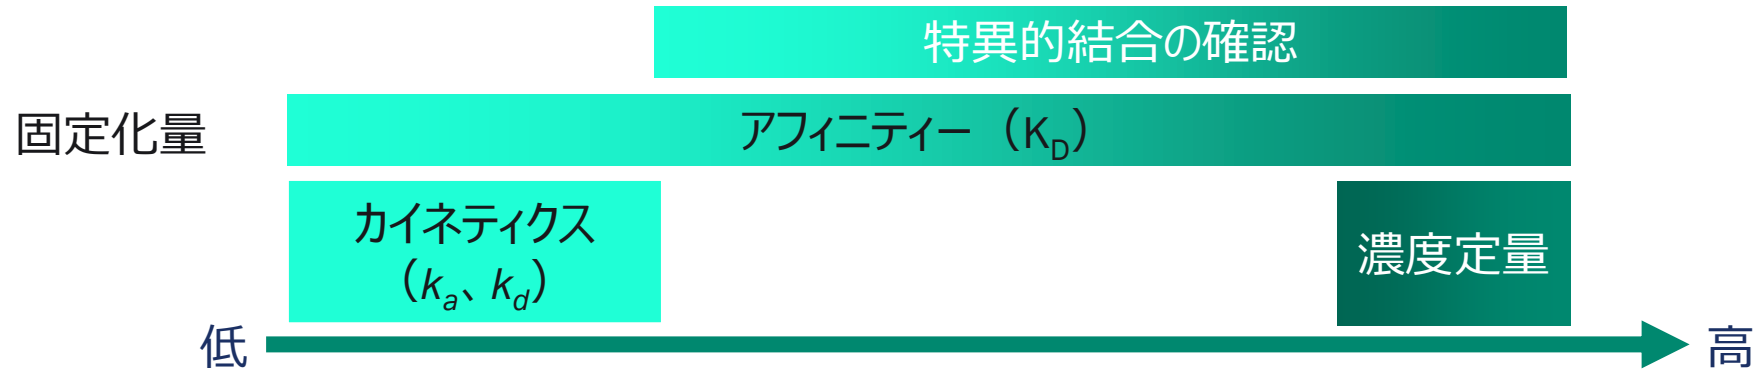 特異的結合の確認
固定化量
アフィニティー（KD）
カイネティクス
（ka、kd）
濃度定量
低
高